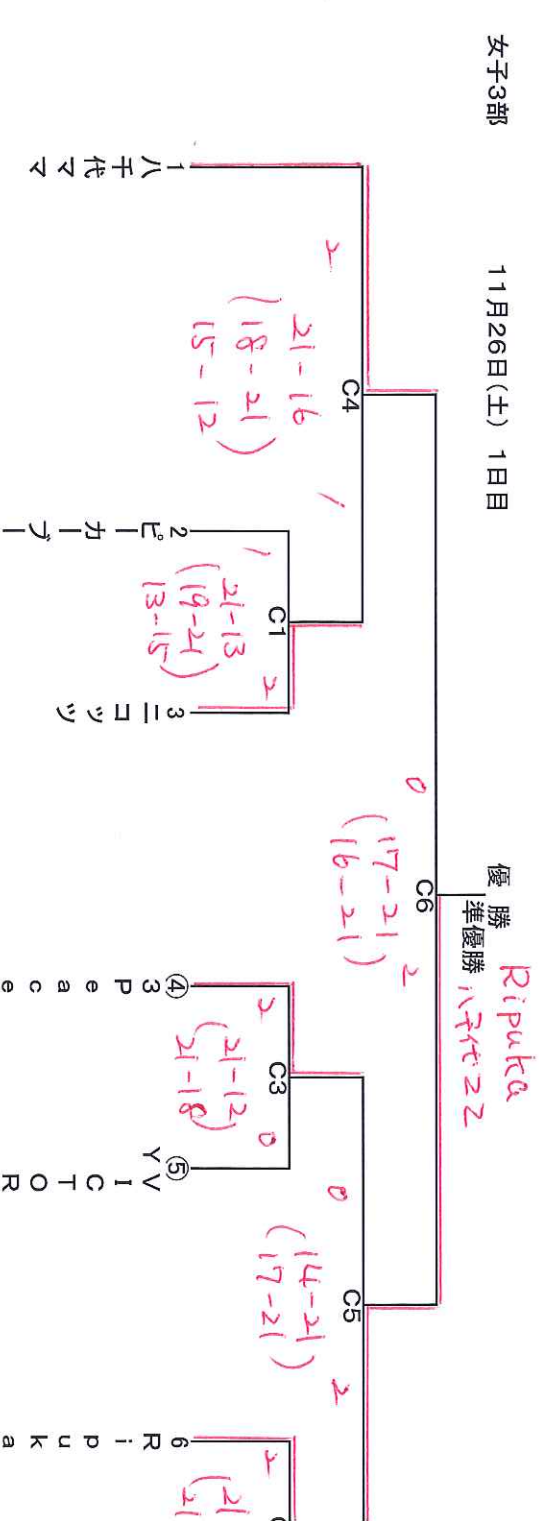 女子3部　11月26日(土)　1日目
優　勝　Ripuka
準優勝　八千代ママ
C6
0　2
(17-21
16-21)
C4
2　1
21-16
(18-21)
15-12
C5
0　2
(14-21
17-21)
C1
1　2
21-13
(19-21)
13-15
C3
2　0
(21-12
21-18)
2
(21
21
1 八千代ママ
2 ピーカーブー
3 ニコッツ
④ 3Peace
⑤ VICTORY
6 Ripuka